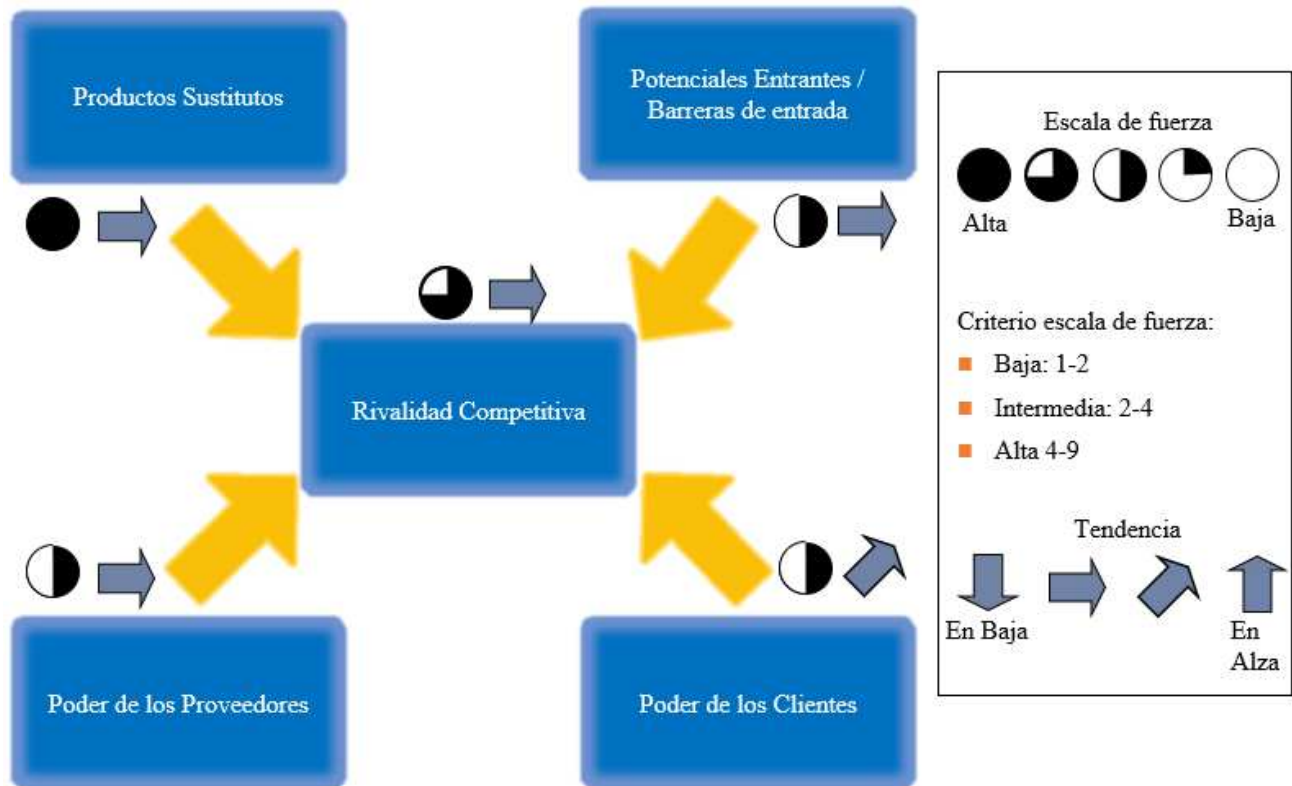 Productos Sustitutos
Potenciales Entrantes /
Barreras de entrada
Rivalidad Competitiva
Poder de los Proveedores
Poder de los Clientes
Escala de fuerza
Alta
Baja
Criterio escala de fuerza:
Baja: 1-2
Intermedia: 2-4
Alta 4-9
Tendencia
En Baja
En
Alza